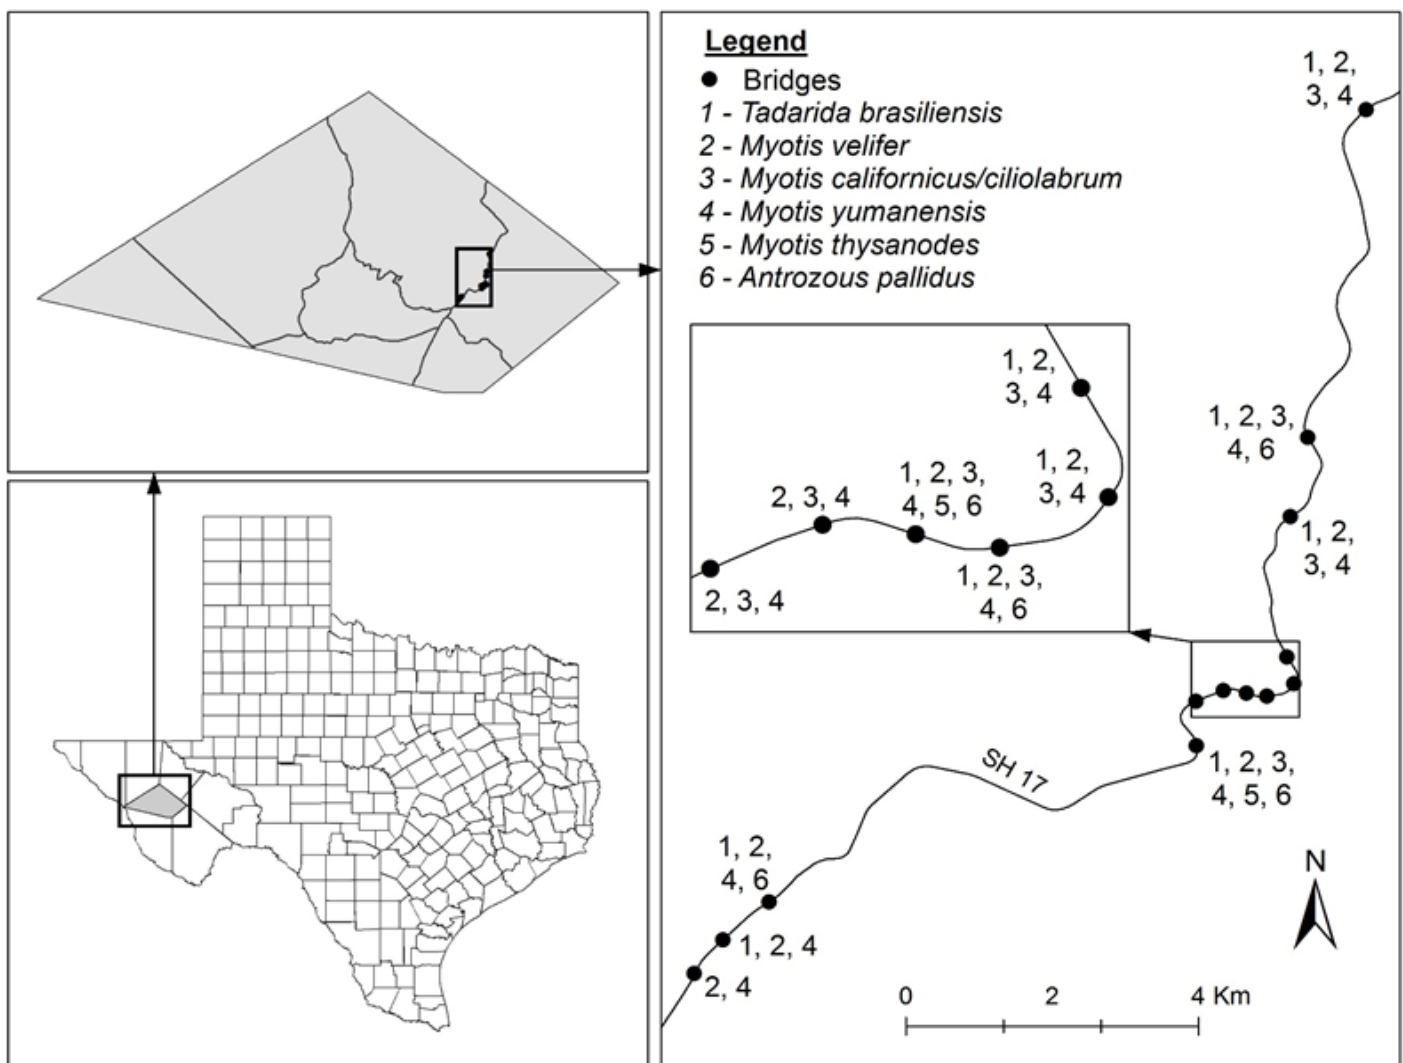 Legend
Bridges
1 - Tadarida brasiliensis
2 - Myotis velifer
3 - Myotis californicus/ciliolabrum
4 - Myotis yumanensis
5 - Myotis thysanodes
6 - Antrozous pallidus
1, 2,
3, 4
1, 2,
3, 4
1, 2, 3,
4, 6
1, 2,
3, 4
1, 2, 3,
4, 5, 6
2, 3, 4
1, 2,
3, 4
2, 3, 4
1, 2, 3,
4, 6
SH 17
1, 2, 3,
4, 5, 6
1, 2,
4, 6
1, 2, 4
2, 4
N
0 2 4 Km